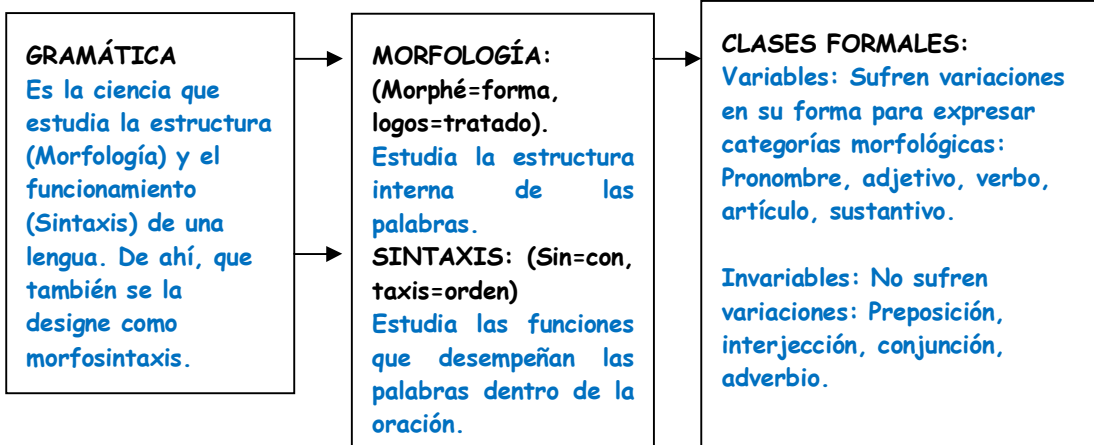 GRAMÁTICA
Es la ciencia que
estudia la estructura
(Morfología) y el
funcionamiento
(Sintaxis) de una
lengua. De ahí, que
también se la
designe como
morfosintaxis.
MORFOLOGÍA:
(Morphé=forma,
logos=tratado).
Estudia la estructura
interna de las
palabras.
SINTAXIS: (Sin=con,
taxis=orden)
Estudia las funciones
que desempeñan las
palabras dentro de la
oración.
CLASES FORMALES:
Variables: Sufren variaciones
en su forma para expresar
categorías morfológicas:
Pronombre, adjetivo, verbo,
artículo, sustantivo.
Invariables: No sufren
variaciones: Preposición,
interjección, conjunción,
adverbio.